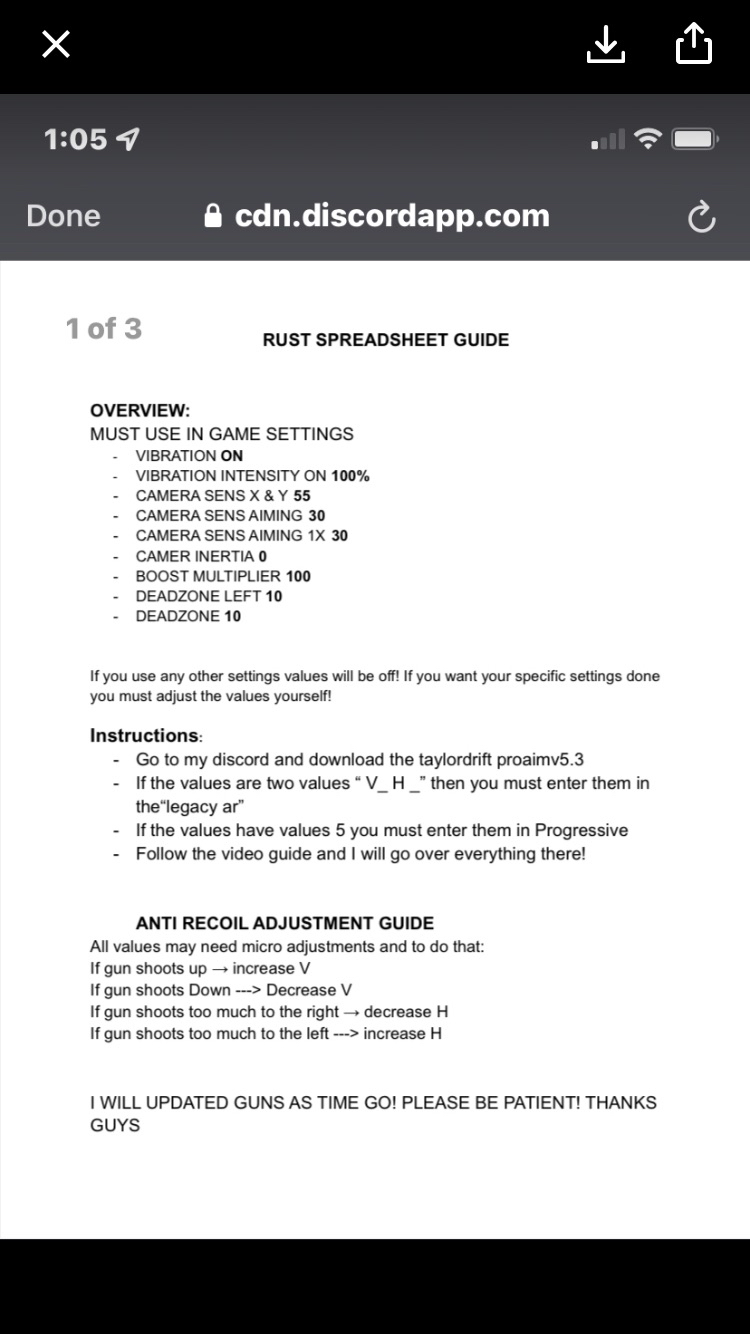 1:05
Done
cdn.discordapp.com
1 of 3
RUST SPREADSHEET GUIDE
OVERVIEW:
MUST USE IN GAME SETTINGS
- VIBRATION ON
- VIBRATION INTENSITY ON 100%
- CAMERA SENS X & Y 55
- CAMERA SENS AIMING 30
- CAMERA SENS AIMING 1X 30
- CAMER INERTIA 0
- BOOST MULTIPLIER 100
- DEADZONE LEFT 10
- DEADZONE 10
If you use any other settings values will be off! If you want your specific settings done
you must adjust the values yourself!
Instructions:
- Go to my discord and download the taylordrift proaimv5.3
- If the values are two values “ V_ H _” then you must enter them in
the“legacy ar”
- If the values have values 5 you must enter them in Progressive
- Follow the video guide and I will go over everything there!
ANTI RECOIL ADJUSTMENT GUIDE
All values may need micro adjustments and to do that:
If gun shoots up → increase V
If gun shoots Down ---> Decrease V
If gun shoots too much to the right → decrease H
If gun shoots too much to the left ---> increase H
I WILL UPDATED GUNS AS TIME GO! PLEASE BE PATIENT! THANKS
GUYS